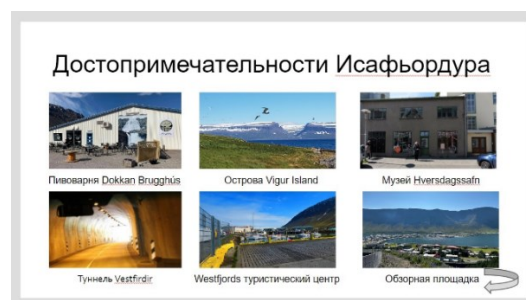 Достопримечательности Исафьордура
Пивоварня Dokkan Brugghús
Острова Vigur Island
Музей Hversdagssafn
Туннель Vestfirdir
Westfjords туристический центр
Обзорная площадка